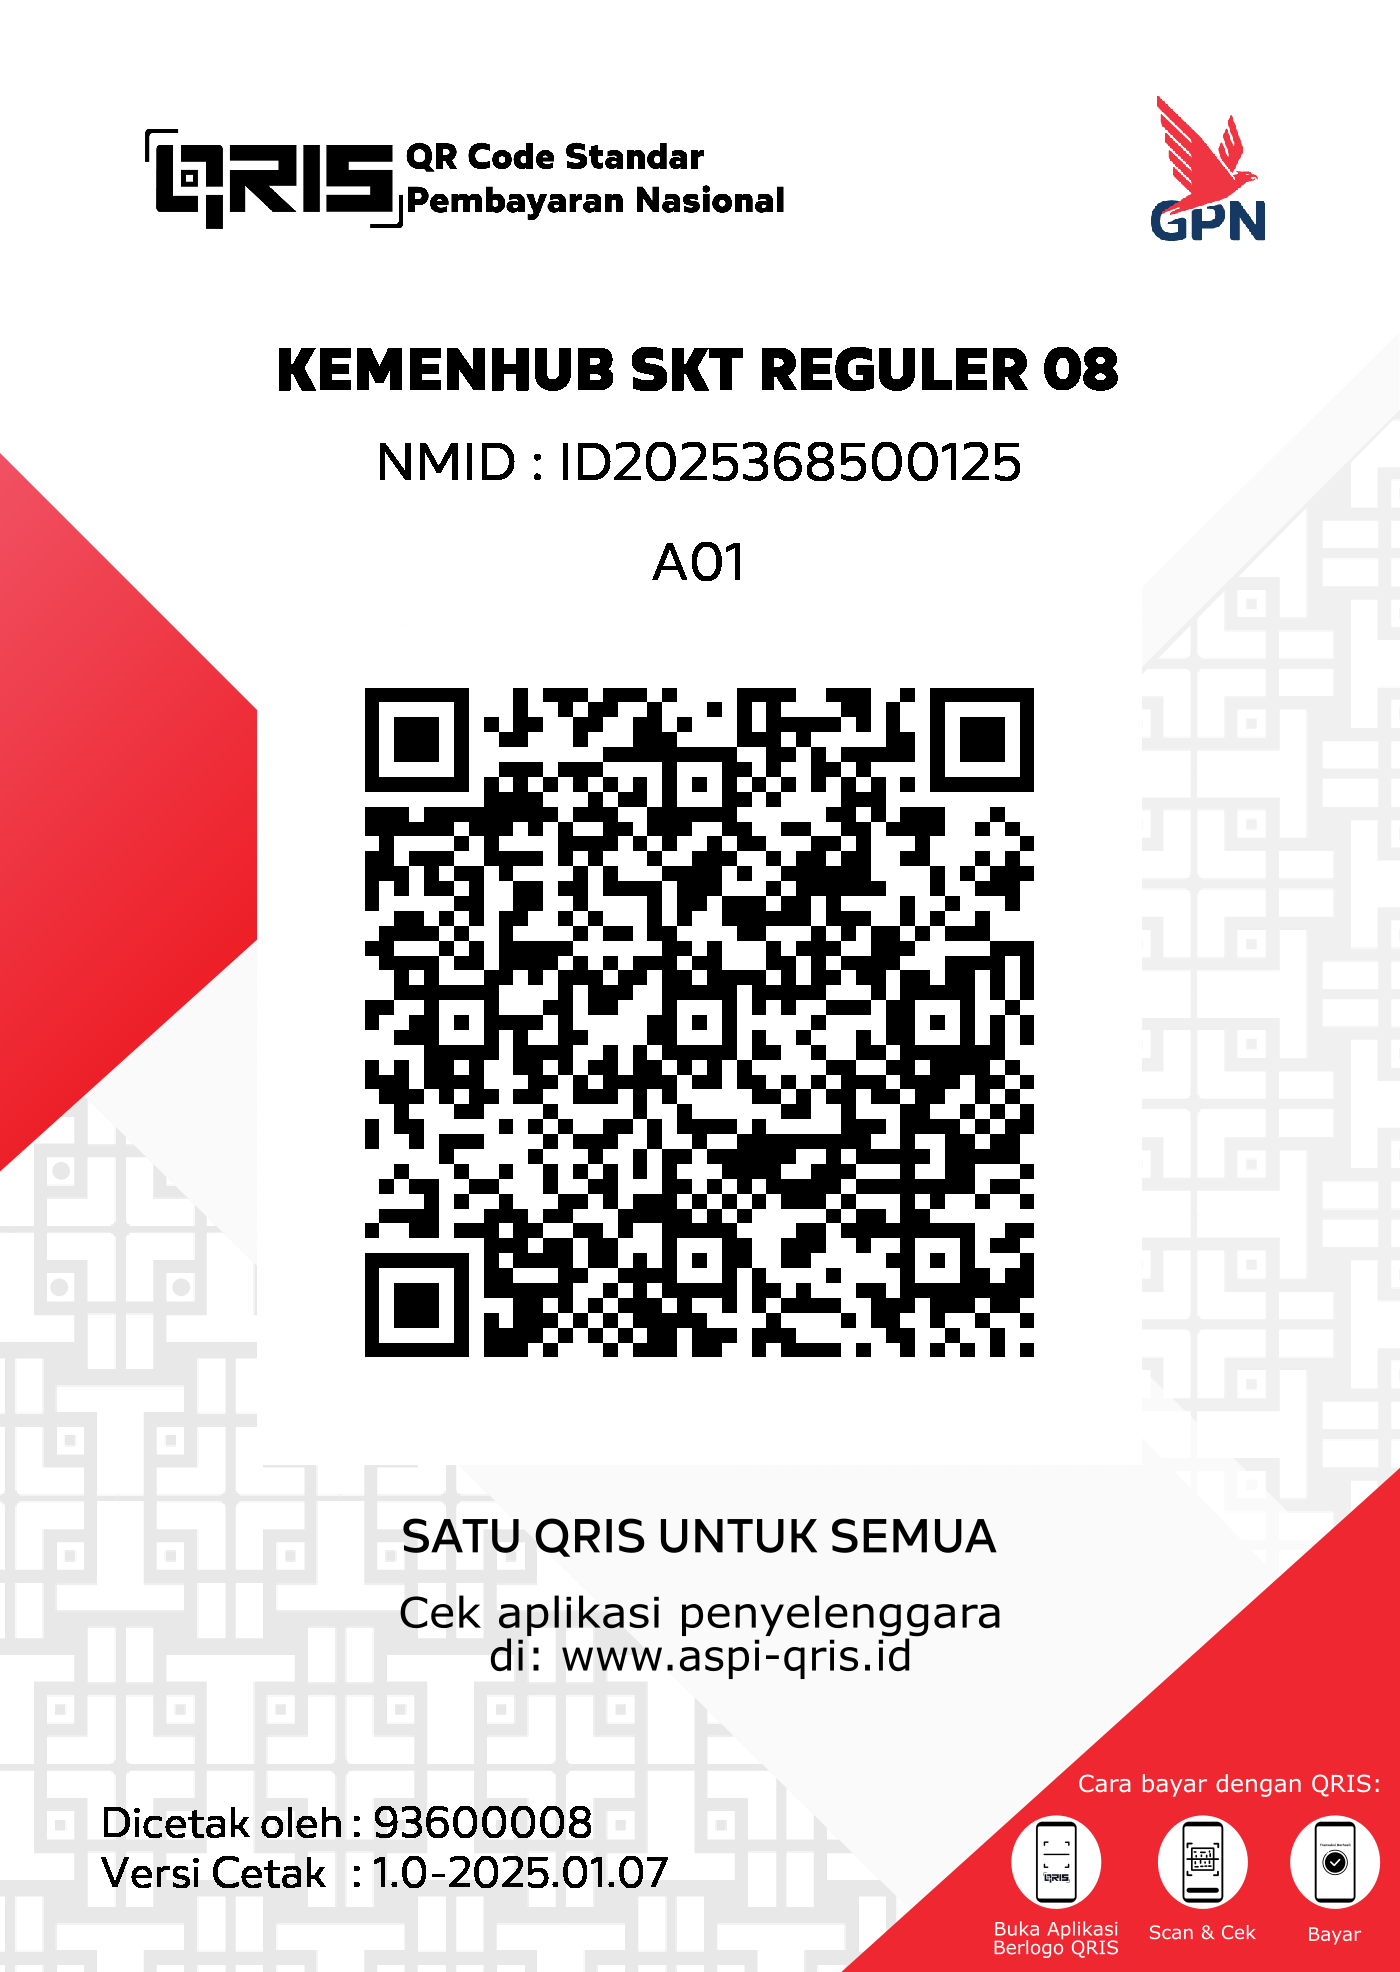 QRIS QR Code Standar
Pembayaran Nasional
GPN
KEMENHUB SKT REGULER 08
NMID : ID2025368500125
A01
SATU QRIS UNTUK SEMUA
Cek aplikasi penyelenggara
di: www.aspi-qris.id
Dicetak oleh : 93600008
Versi Cetak : 1.0-2025.01.07
Cara bayar dengan QRIS:
QRIS
Buka Aplikasi
Berlogo QRIS
Scan & Cek
Bayar